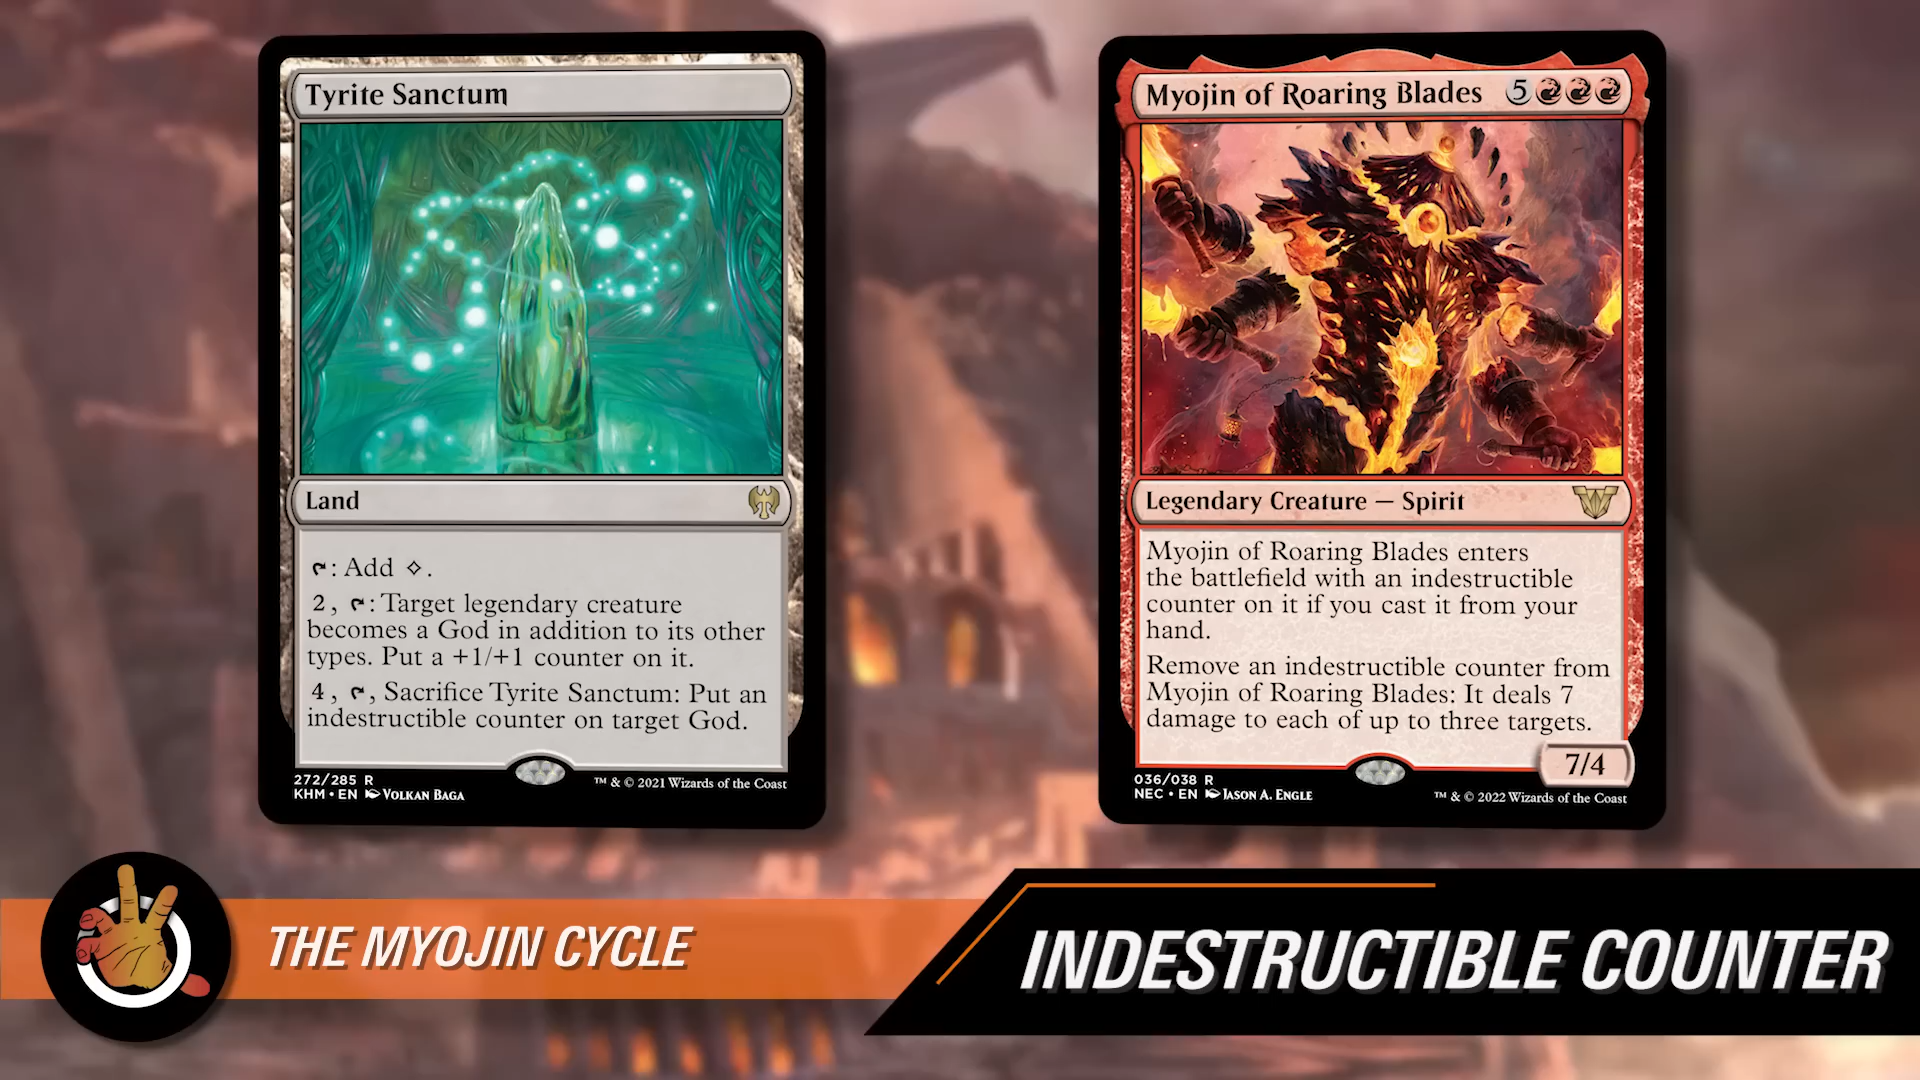 Tyrite Sanctum
Land
: Add .
2, : Target legendary creature
becomes a God in addition to its other
types. Put a +1/+1 counter on it.
4, , Sacrifice Tyrite Sanctum: Put an
indestructible counter on target God.
272/285 R
KHM • EN VOLKAN BAGA
™ & © 2021 Wizards of the Coast
Myojin of Roaring Blades 5
Legendary Creature — Spirit
Myojin of Roaring Blades enters
the battlefield with an indestructible
counter on it if you cast it from your
hand.
Remove an indestructible counter from
Myojin of Roaring Blades: It deals 7
damage to each of up to three targets.
7/4
036/038 R
NEC • EN JASON A. ENGLE
™ & © 2022 Wizards of the Coast
THE MYOJIN CYCLE
INDESTRUCTIBLE COUNTER